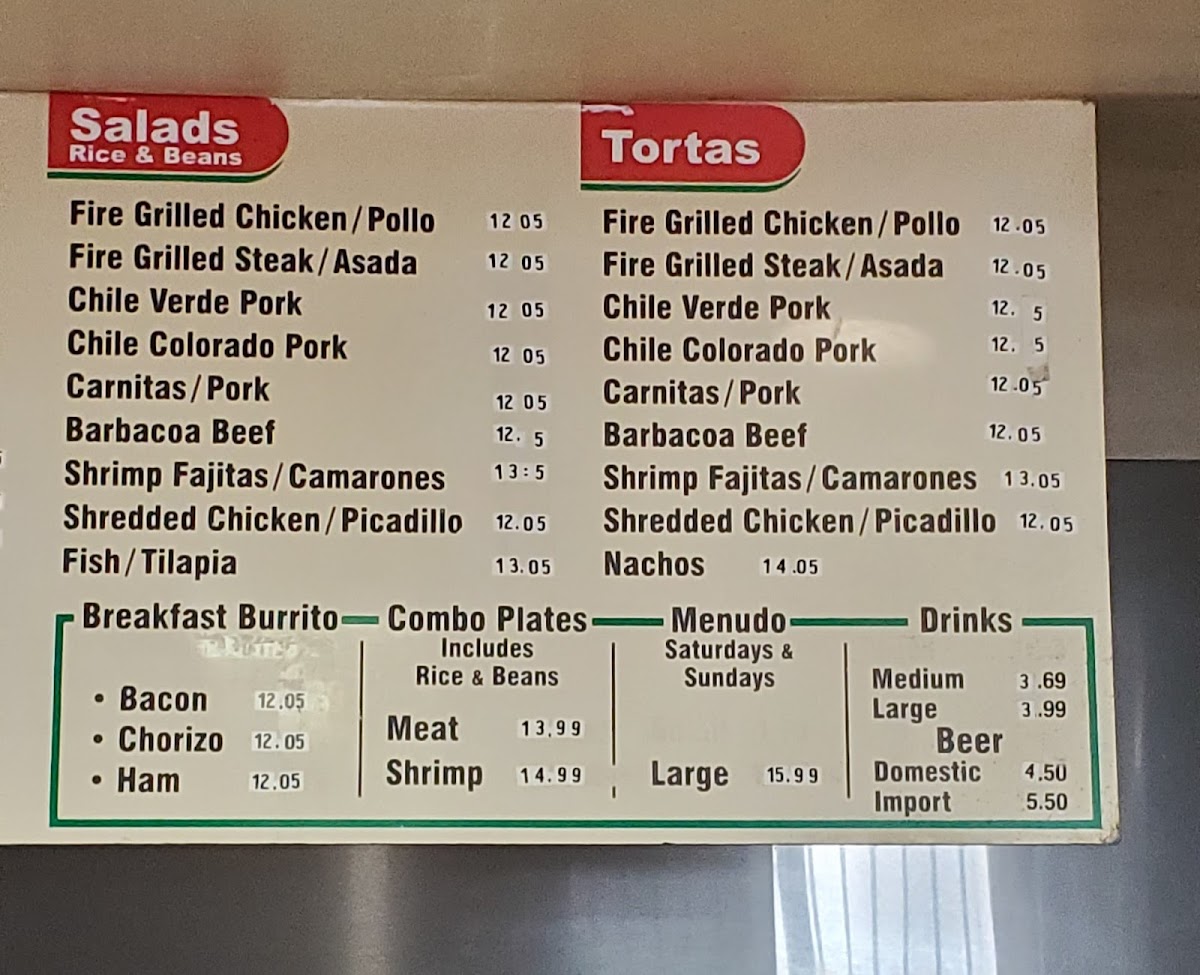 Salads
Rice & Beans
Fire Grilled Chicken/Pollo 12 05
Fire Grilled Steak/Asada 12 05
Chile Verde Pork 12 05
Chile Colorado Pork 12 05
Carnitas/Pork 12 05
Barbacoa Beef 12. 5
Shrimp Fajitas/Camarones 13:5
Shredded Chicken/Picadillo 12.05
Fish/Tilapia 13.05
Tortas
Fire Grilled Chicken/Pollo 12.05
Fire Grilled Steak/Asada 12.05
Chile Verde Pork 12. 5
Chile Colorado Pork 12. 5
Carnitas/Pork 12.05
Barbacoa Beef 12.05
Shrimp Fajitas/Camarones 13.05
Shredded Chicken/Picadillo 12.05
Nachos 14.05
Breakfast Burrito
• Bacon 12.05
• Chorizo 12.05
• Ham 12.05
Combo Plates
Includes
Rice & Beans
Meat 13,99
Shrimp 14.99
Menudo
Saturdays &
Sundays
Large 15.99
Drinks
Medium 3.69
Large 3.99
Beer
Domestic 4.50
Import 5.50